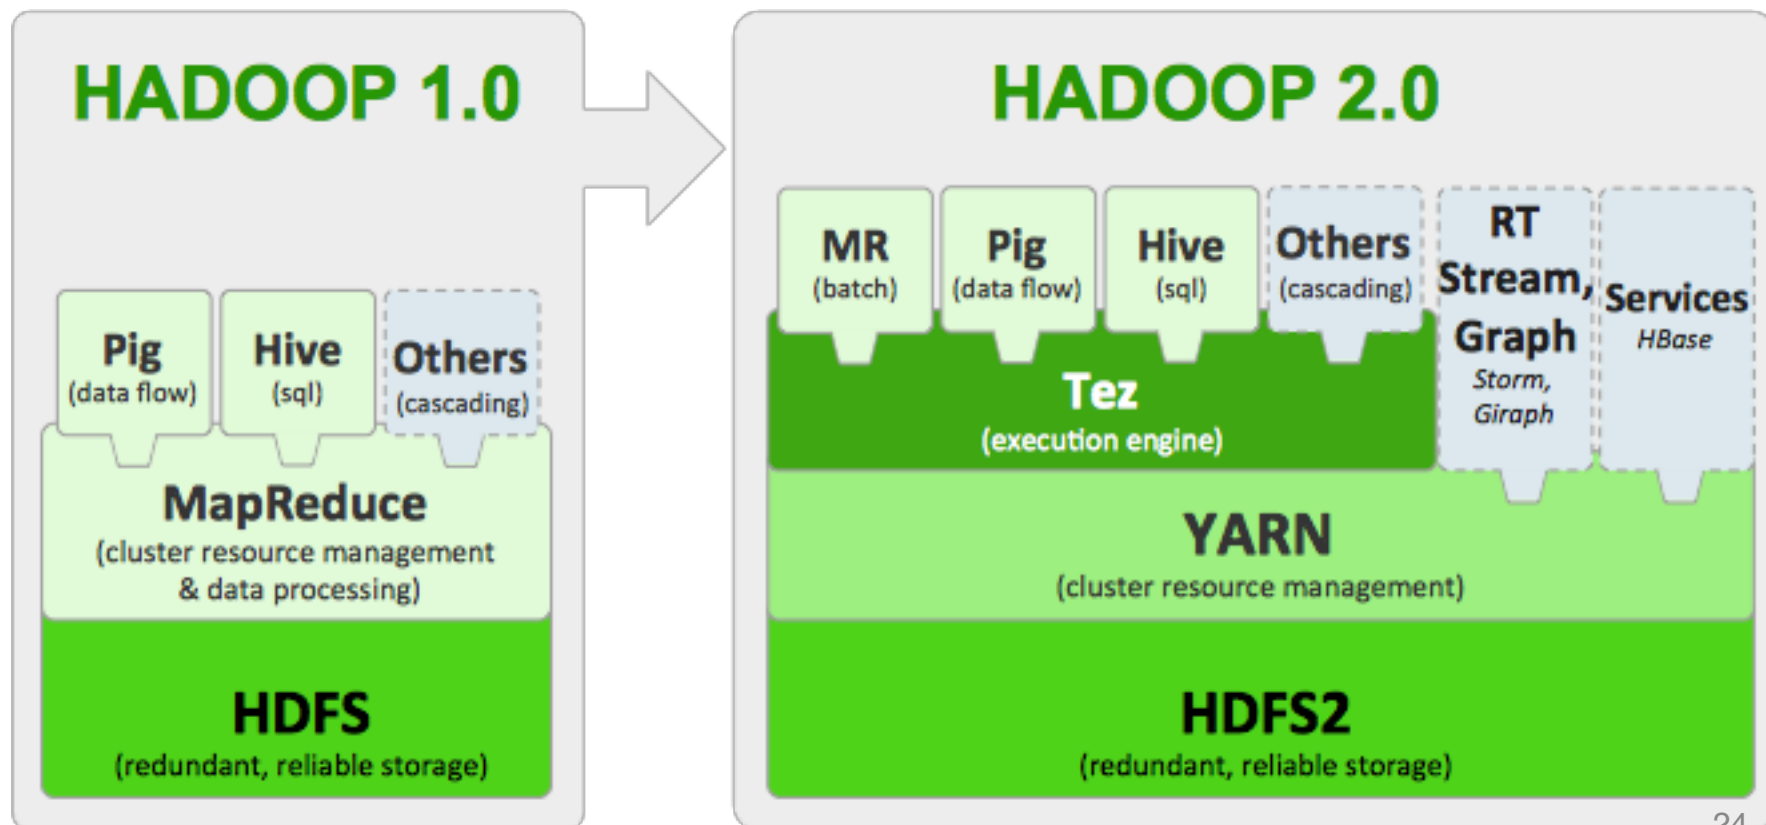 HADOOP 1.0
Pig
(data flow)
Hive
(sql)
Others
(cascading)
MapReduce
(cluster resource management
& data processing)
HDFS
(redundant, reliable storage)
HADOOP 2.0
MR
(batch)
Pig
(data flow)
Hive
(sql)
Others
(cascading)
RT
Stream,
Graph
Storm,
Giraph
Services
HBase
Tez
(execution engine)
YARN
(cluster resource management)
HDFS2
(redundant, reliable storage)
24